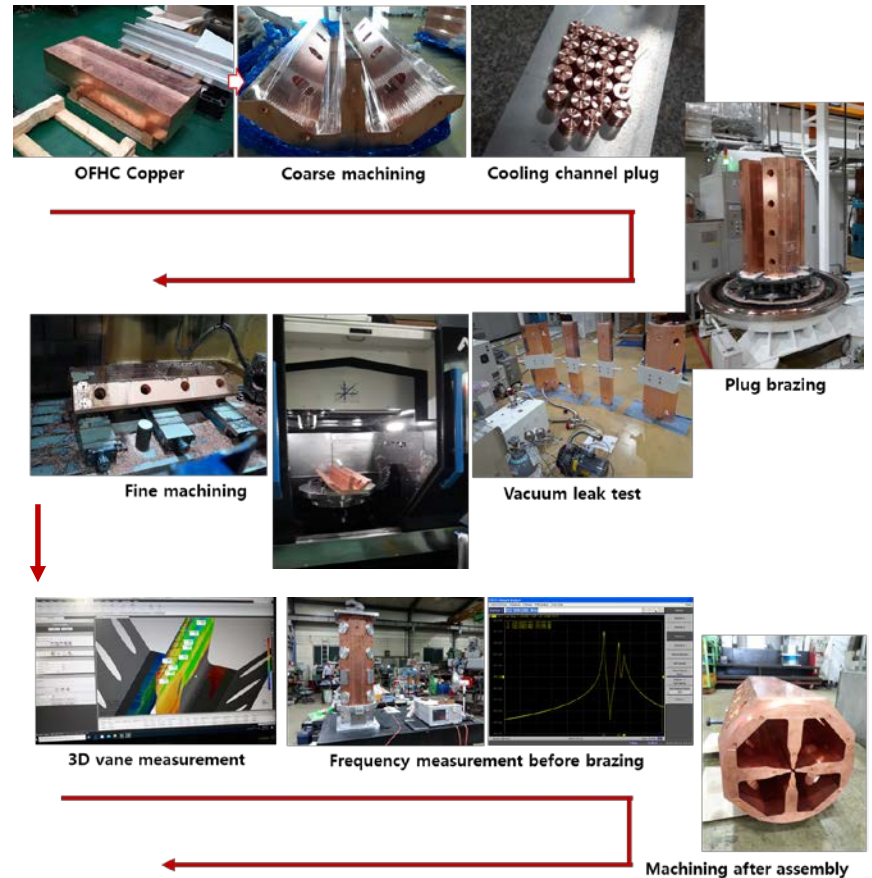 OFHC Copper
Coarse machining
Cooling channel plug
Plug brazing
Fine machining
Vacuum leak test
3D vane measurement
Frequency measurement before brazing
Machining after assembly